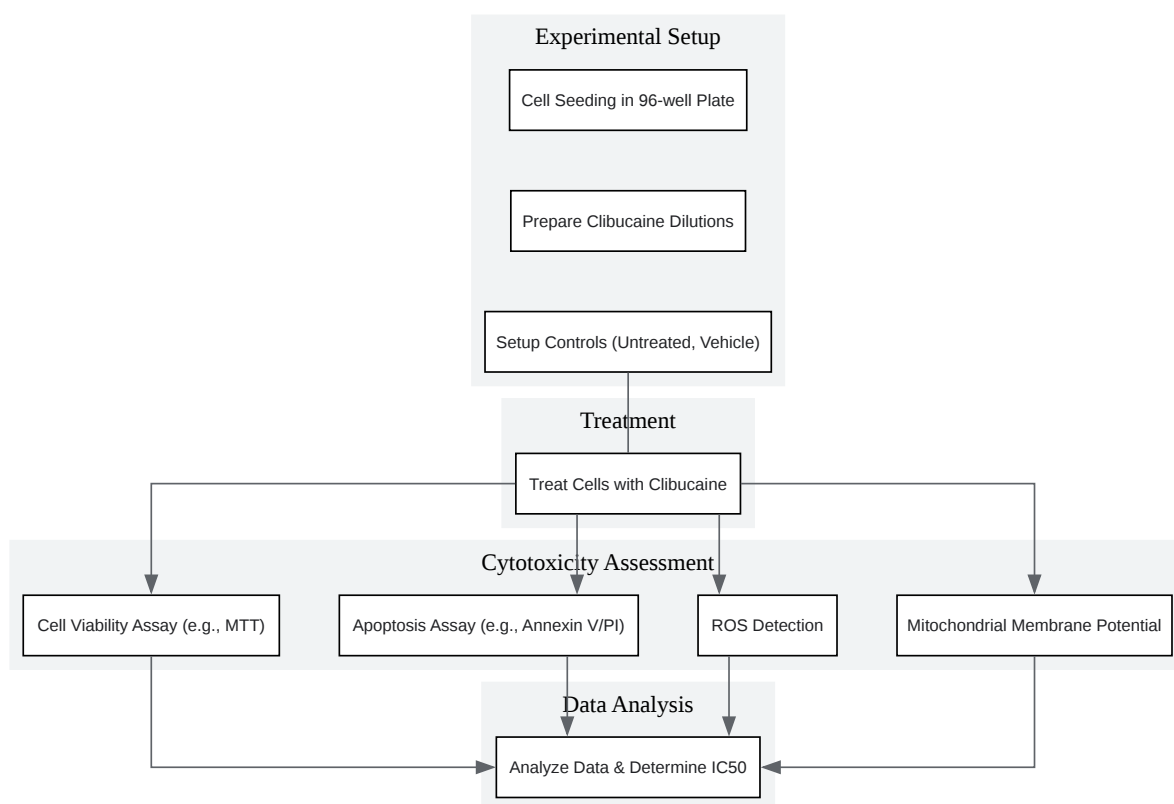 Experimental Setup
Cell Seeding in 96-well Plate
Prepare Clibucaine Dilutions
Setup Controls (Untreated, Vehicle)
Treatment
Treat Cells with Clibucaine
Cytotoxicity Assessment
Cell Viability Assay (e.g., MTT)
Apoptosis Assay (e.g., Annexin V/PI)
ROS Detection
Mitochondrial Membrane Potential
Data Analysis
Analyze Data & Determine IC50